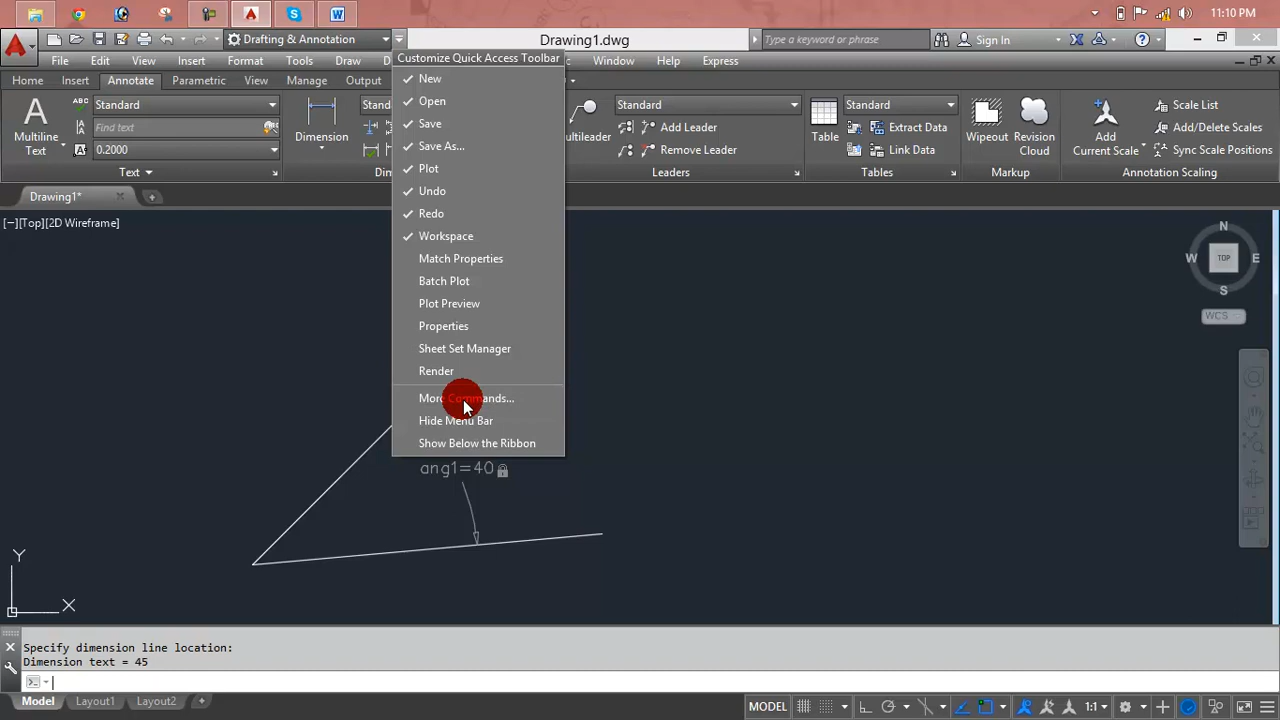 11:10 PM
Drafting & Annotation
Drawing1.dwg
Type a keyword or phrase
Sign In
File Edit View Insert Format Tools Draw
Window Help Express
Customize Quick Access Toolbar
New
Open
Save
Save As...
Plot
Undo
Redo
Workspace
Match Properties
Batch Plot
Plot Preview
Properties
Sheet Set Manager
Render
More Commands...
Hide Menu Bar
Show Below the Ribbon
Home Insert Annotate Parametric View Manage Output
Multiline Text
ABC
Standard
Find text
0.2000
Text
Dimension
Standard
Add Leader
Remove Leader
Leaders
Table
Standard
Extract Data
Link Data
Tables
Wipeout
Revision Cloud
Markup
Add Current Scale
Scale List
Add/Delete Scales
Sync Scale Positions
Annotation Scaling
Drawing1*
[−][Top][2D Wireframe]
N
W TOP E
S
WCS
ang1=40
Y
X
Specify dimension line location:
Dimension text = 45
Model Layout1 Layout2 +
MODEL
1:1